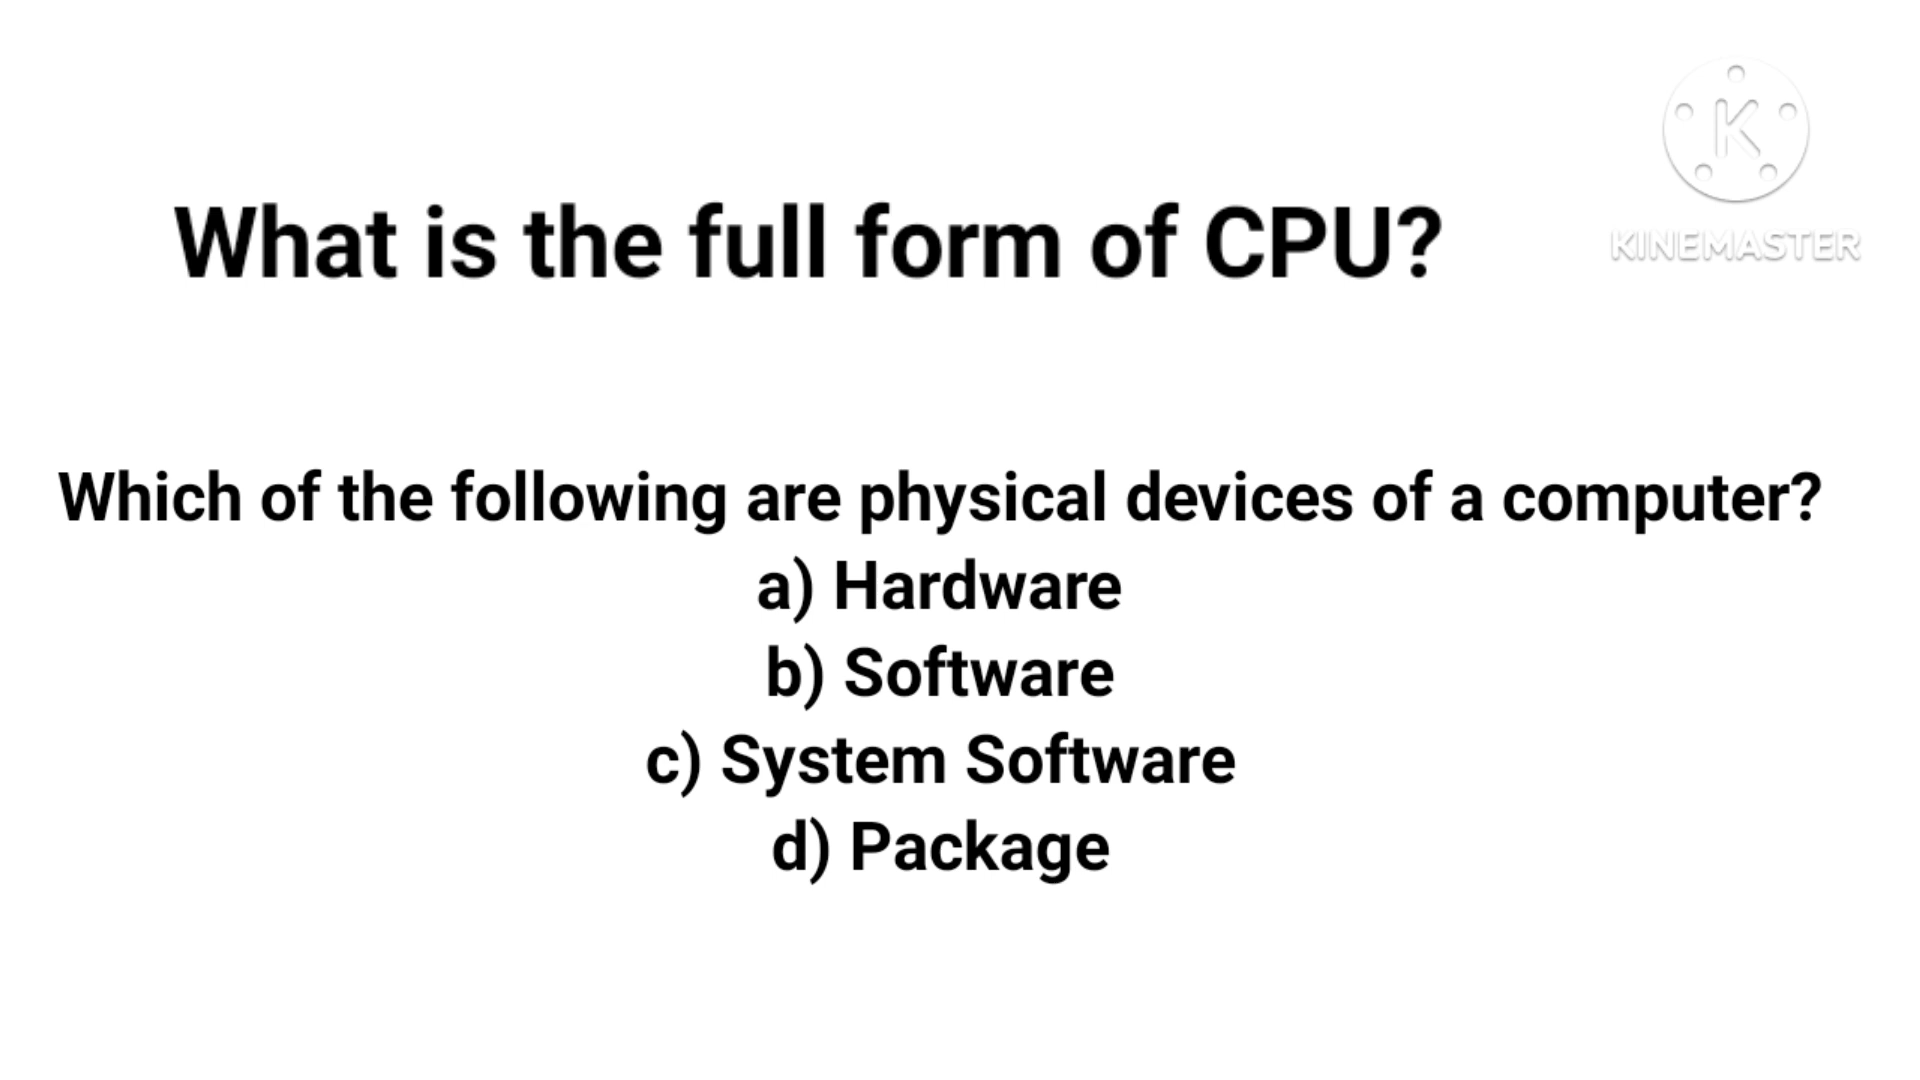 K
KINEMASTER
What is the full form of CPU?
Which of the following are physical devices of a computer?
a) Hardware
b) Software
c) System Software
d) Package